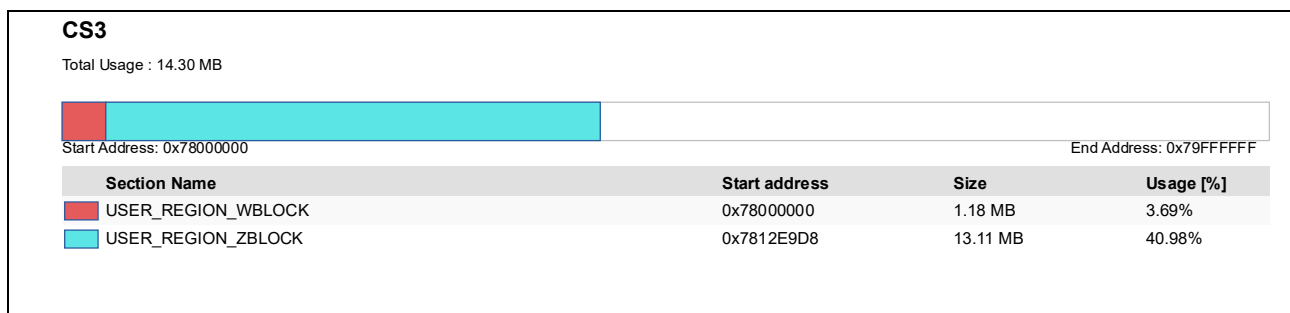 CS3
Total Usage : 14.30 MB
Start Address: 0x78000000 End Address: 0x79FFFFFF
Section Name Start address Size Usage [%]
USER_REGION_WBLOCK 0x78000000 1.18 MB 3.69%
USER_REGION_ZBLOCK 0x7812E9D8 13.11 MB 40.98%